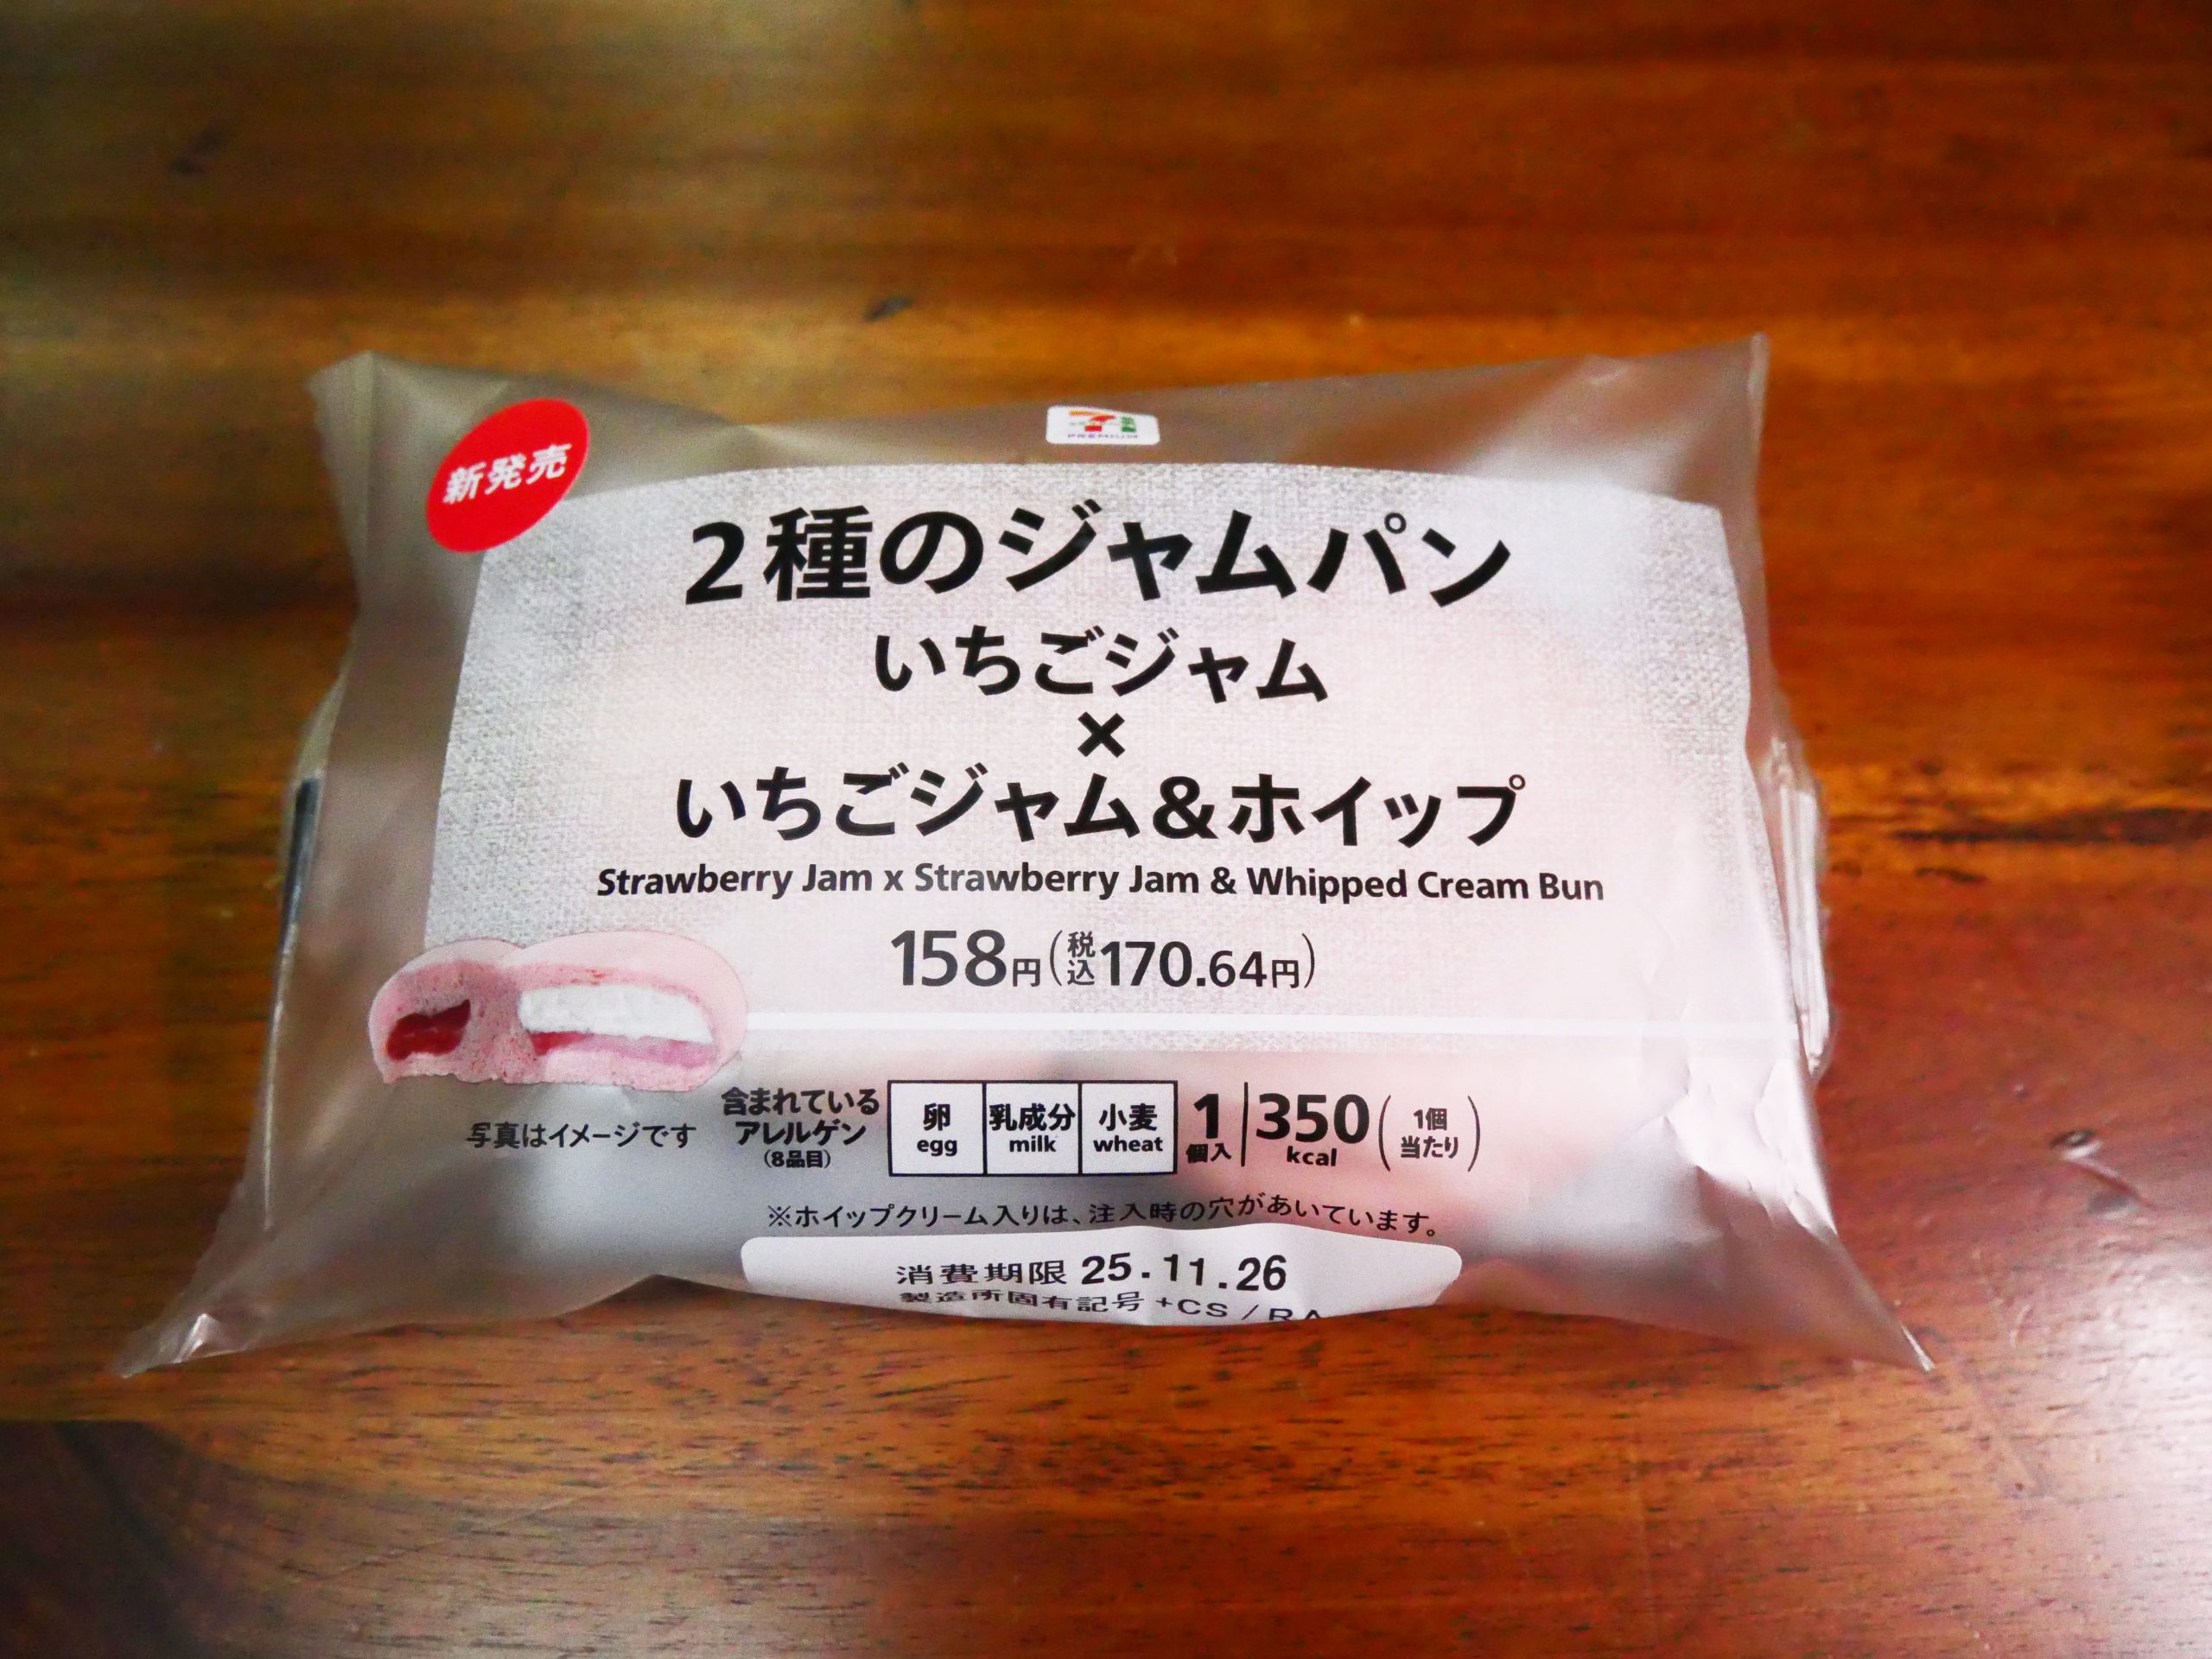 新発売
7i PREMIUM
2種のジャムパン
いちごジャム
×
いちごジャム&ホイップ
Strawberry Jam x Strawberry Jam & Whipped Cream Bun
158円(税込170.64円)
写真はイメージです
含まれているアレルゲン(8品目)
卵 egg
乳成分 milk
小麦 wheat
1個入
350kcal(1個当たり)
※ホイップクリーム入りは、注入時の穴があいています。
消費期限 25.11.26
製造所固有記号 +CS/RA